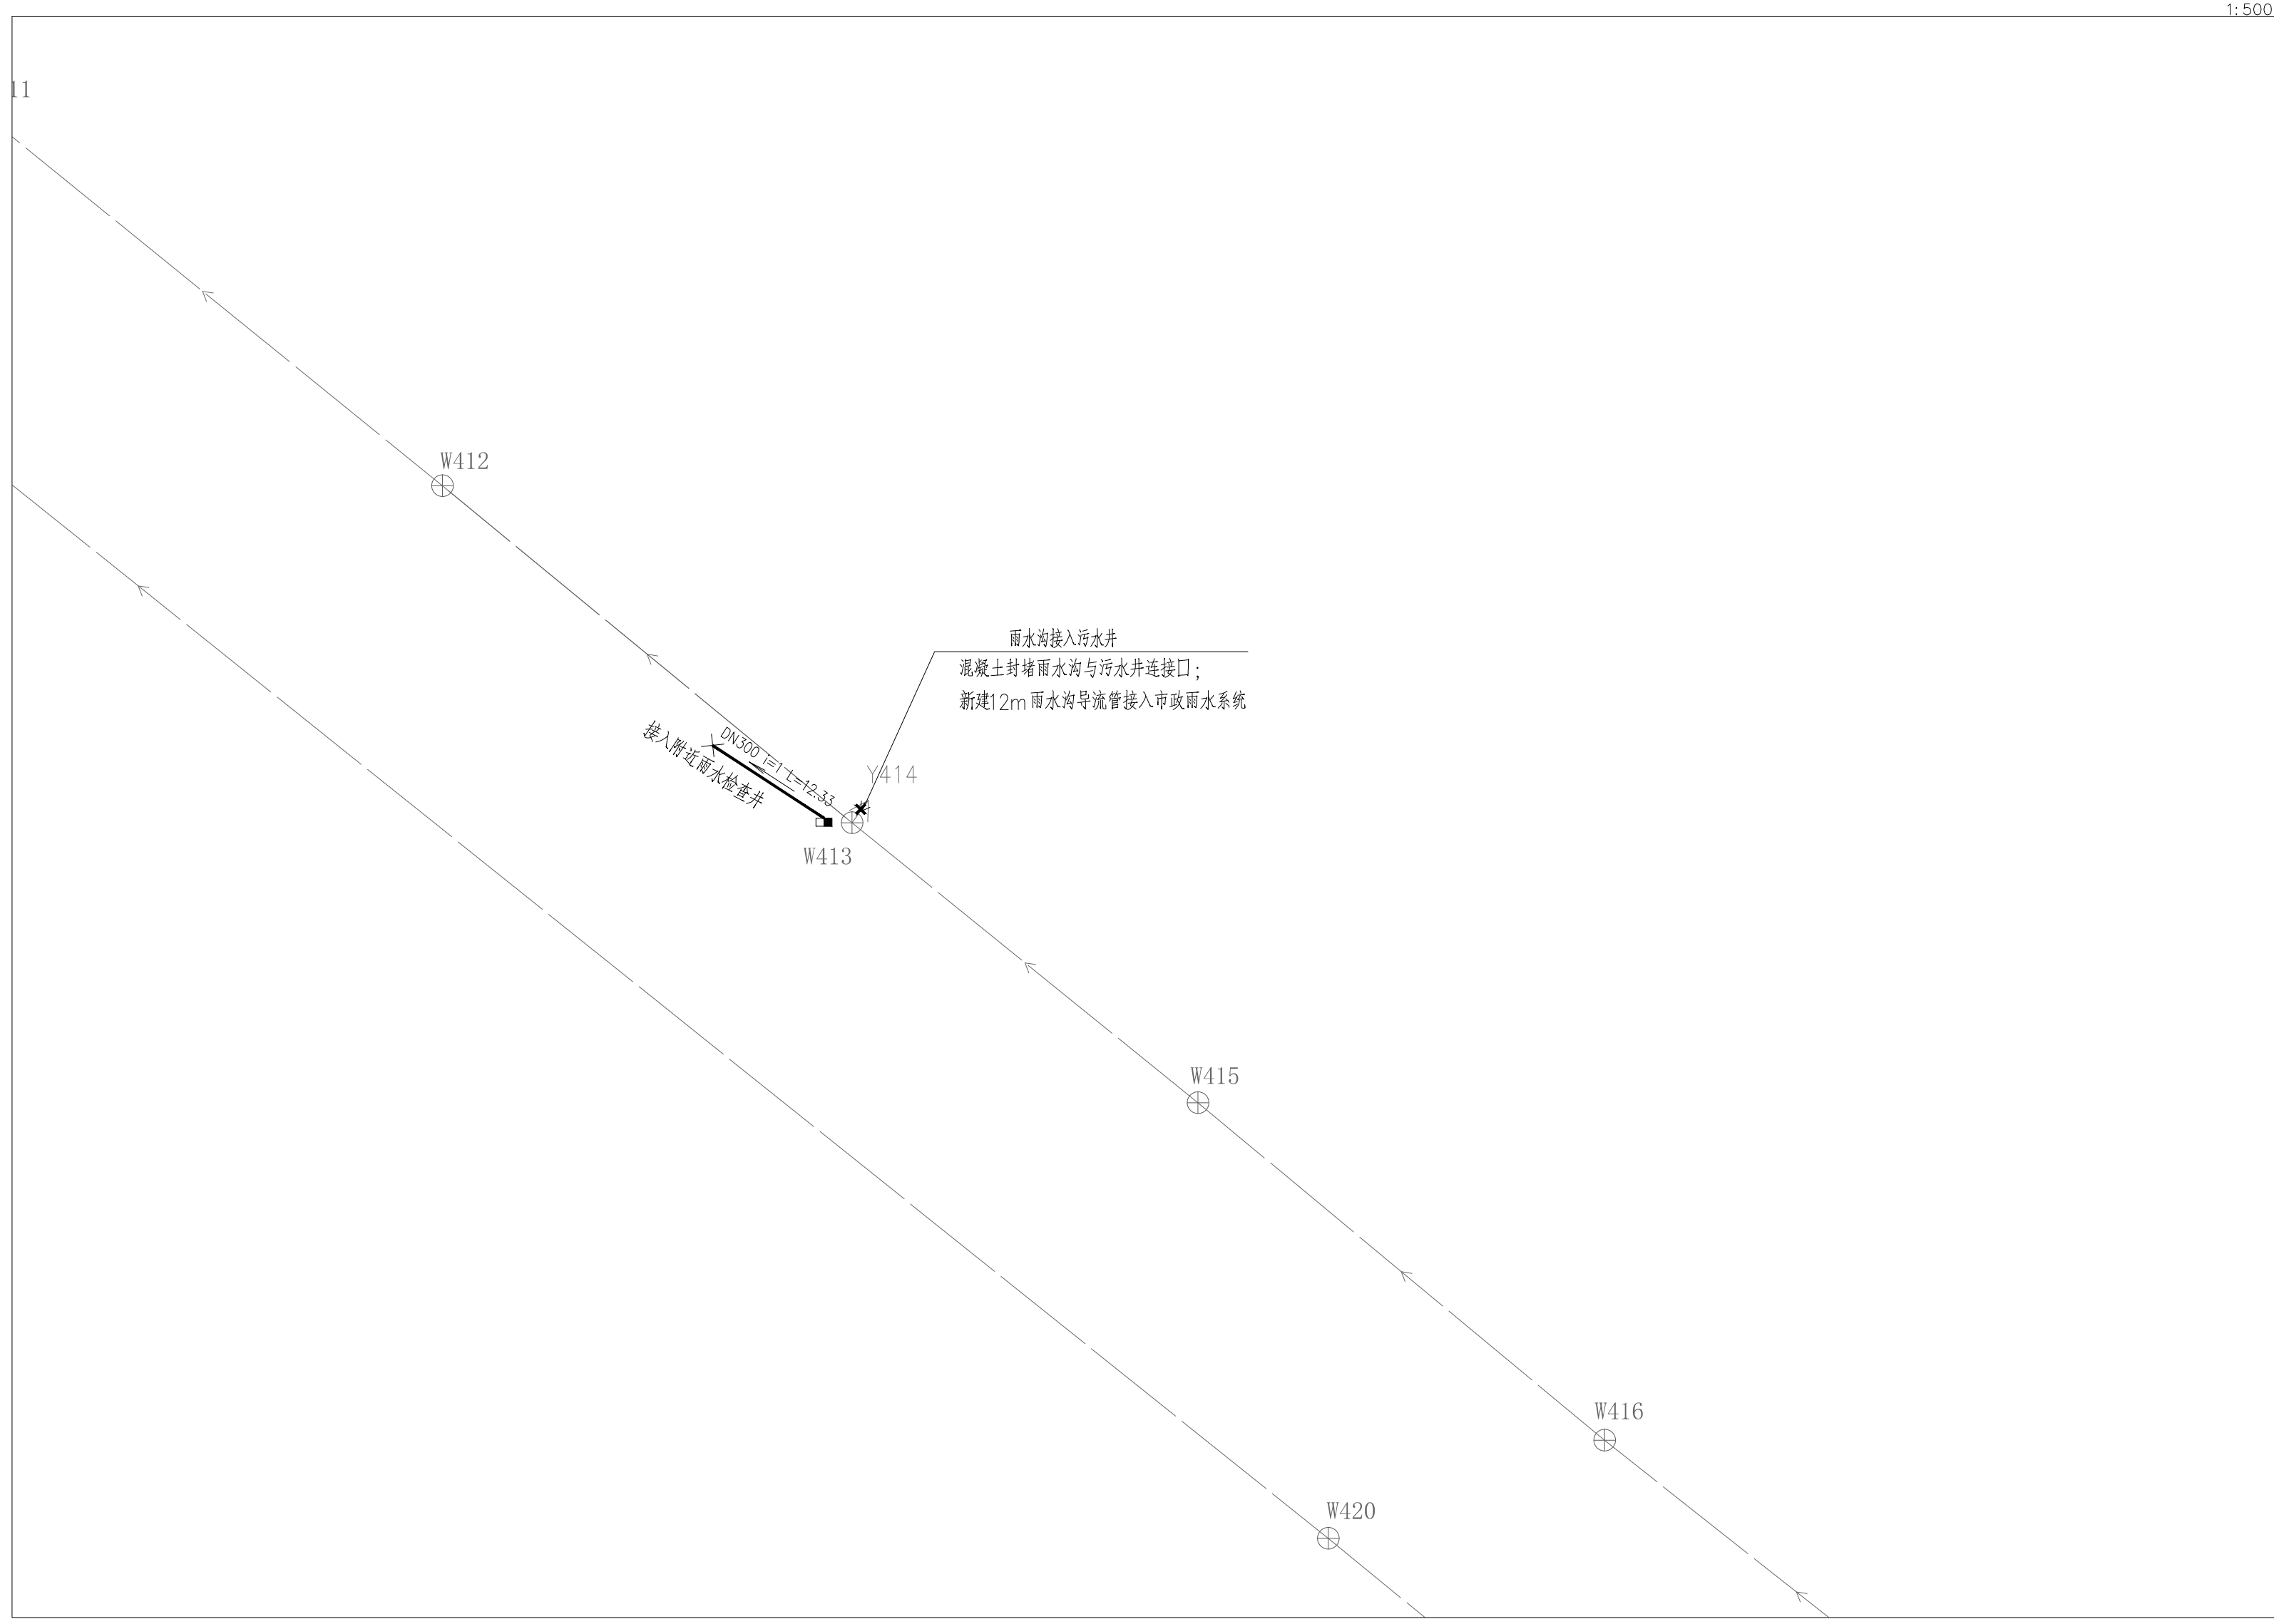 1:500
11
W412
雨水沟接入污水井
混凝土封堵雨水沟与污水井连接口；
新建12m雨水沟导流管接入市政雨水系统
DN300 i=1 L=12.33
接入附近雨水检查井
Y414
W413
W415
W416
W420